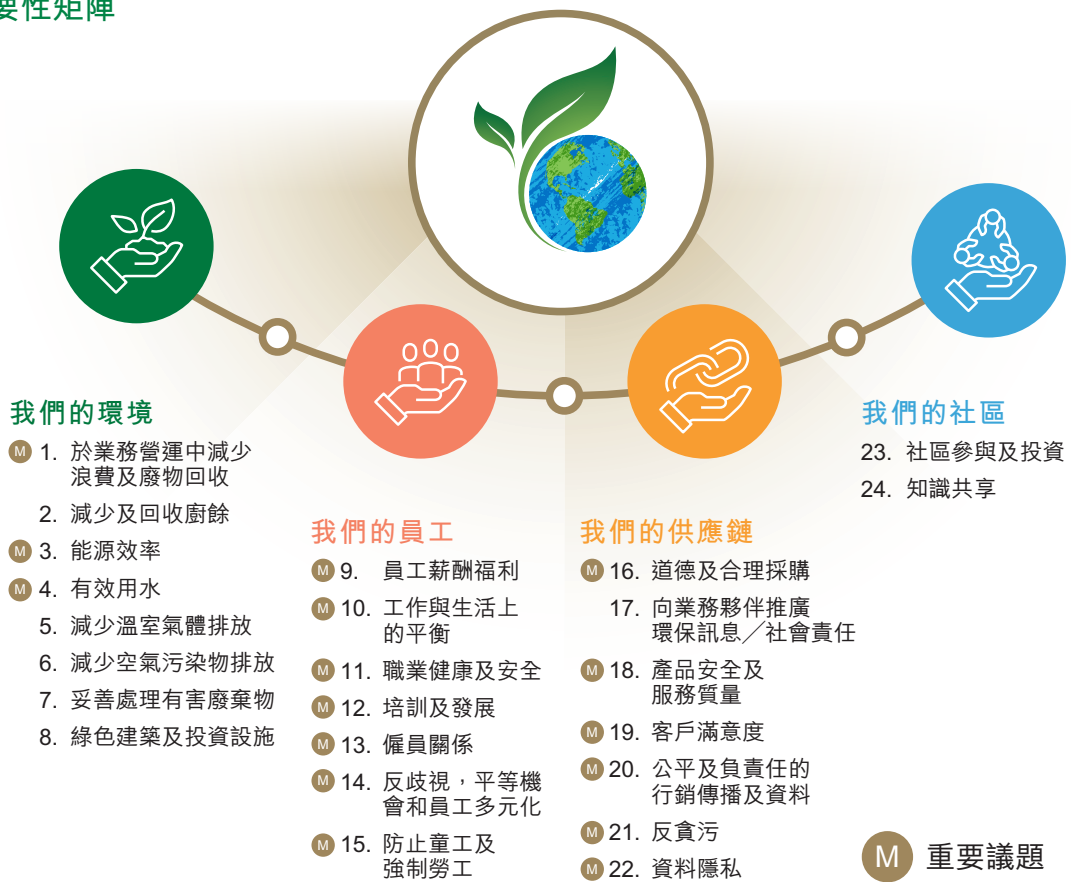 要性矩陣
我們的環境
M 1. 於業務營運中減少
浪費及廢物回收
2. 減少及回收廚餘
M 3. 能源效率
M 4. 有效用水
5. 減少溫室氣體排放
6. 減少空氣污染物排放
7. 妥善處理有害廢棄物
8. 綠色建築及投資設施
我們的員工
M 9. 員工薪酬福利
M 10. 工作與生活上
的平衡
M 11. 職業健康及安全
M 12. 培訓及發展
M 13. 僱員關係
M 14. 反歧視，平等機
會和員工多元化
M 15. 防止童工及
強制勞工
我們的供應鏈
M 16. 道德及合理採購
17. 向業務夥伴推廣
環保訊息／社會責任
M 18. 產品安全及
服務質量
M 19. 客戶滿意度
M 20. 公平及負責任的
行銷傳播及資料
M 21. 反貪污
M 22. 資料隱私
我們的社區
23. 社區參與及投資
24. 知識共享
M 重要議題